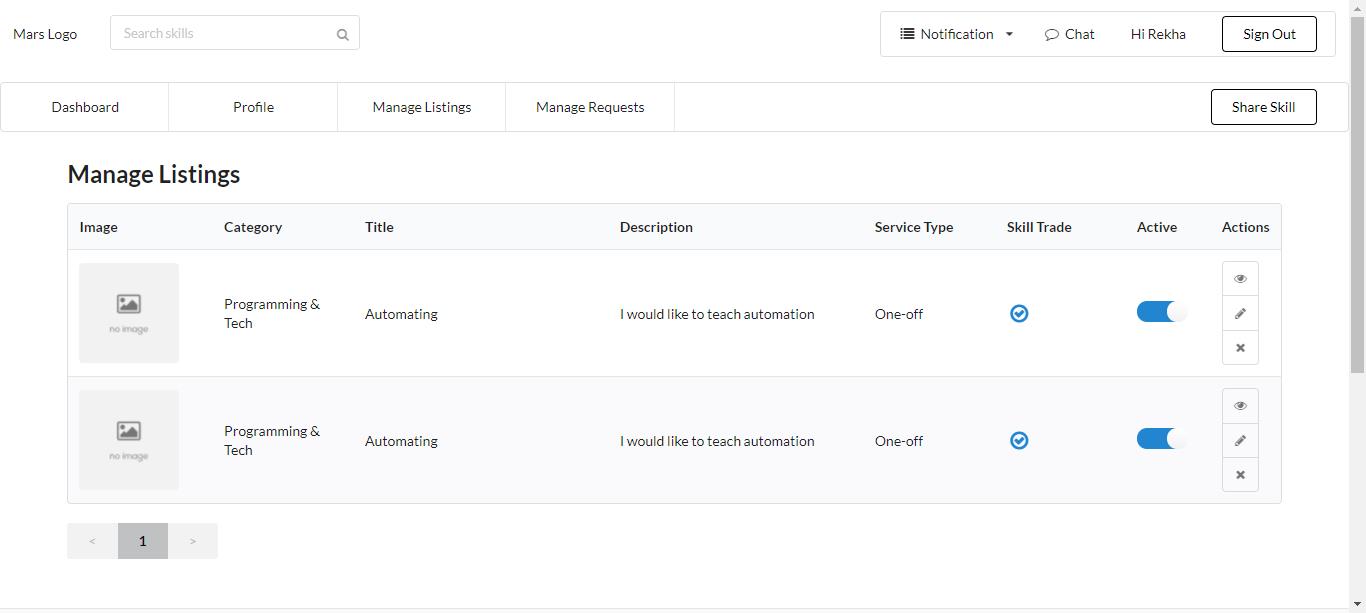 Mars Logo
Search skills
Notification
Chat
Hi Rekha
Sign Out
Dashboard
Profile
Manage Listings
Manage Requests
Share Skill
Manage Listings
Image Category Title Description Service Type Skill Trade Active Actions
no image
Programming &
Tech
Automating
I would like to teach automation
One-off
no image
Programming &
Tech
Automating
I would like to teach automation
One-off
< 1 >